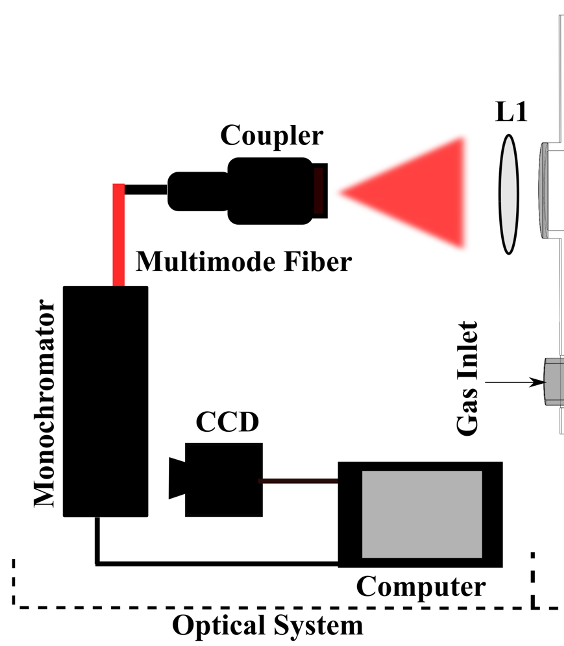 L1
Coupler
Multimode Fiber
Monochromator
Gas Inlet
CCD
Computer
Optical System